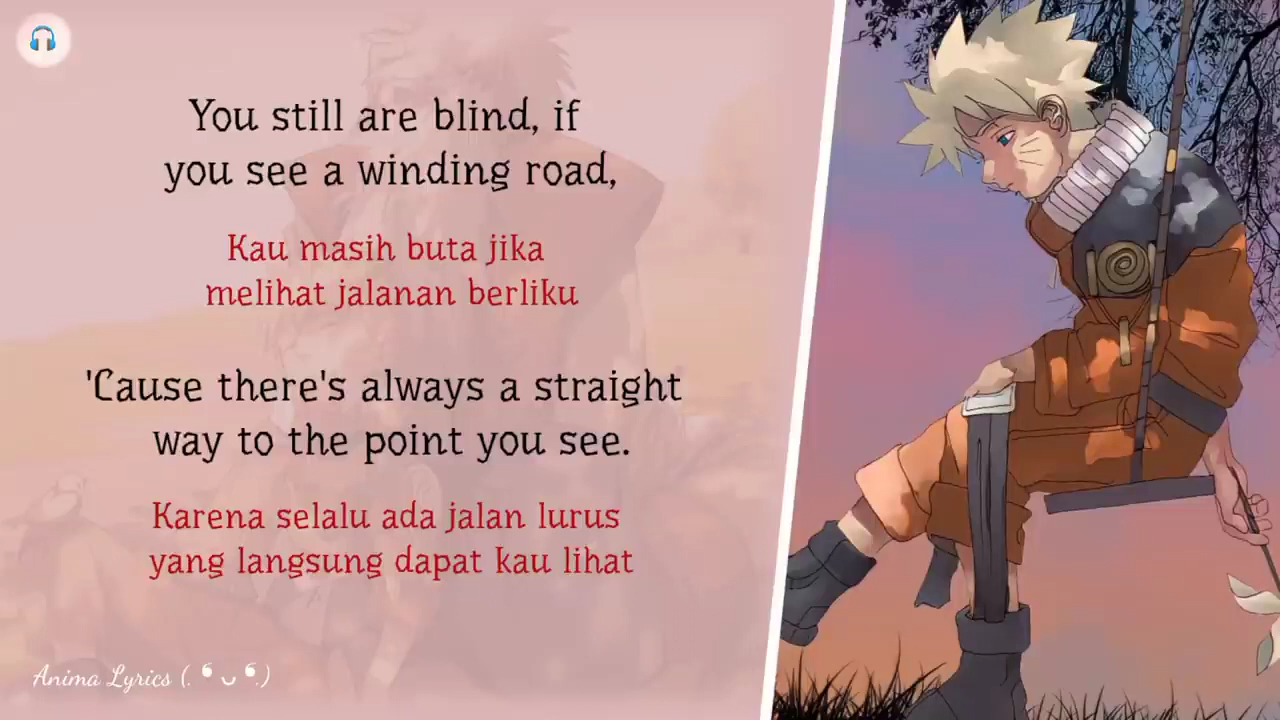 You still are blind, if
you see a winding road,
Kau masih buta jika
melihat jalanan berliku
'Cause there's always a straight
way to the point you see.
Karena selalu ada jalan lurus
yang langsung dapat kau lihat
Anima Lyrics (. ❛ ᴗ ❛.)